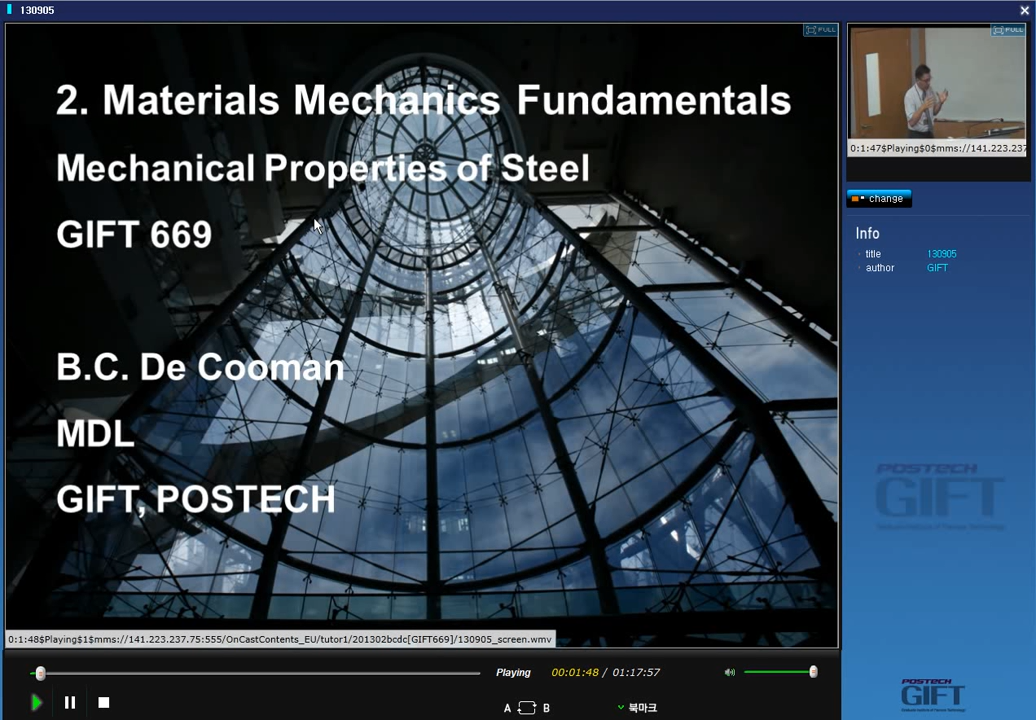 130905
FULL
FULL
2. Materials Mechanics Fundamentals
Mechanical Properties of Steel
GIFT 669
B.C. De Cooman
MDL
GIFT, POSTECH
0:1:47$Playing$0$mms://141.223.237
change
Info
title 130905
author GIFT
POSTECH
GIFT
0:1:48$Playing$1$mms://141.223.237.75:555/OnCastContents_EU/tutor1/201302bcdc[GIFT669]/130905_screen.wmv
Playing 00:01:48 / 01:17:57
A B 북마크
POSTECH
GIFT